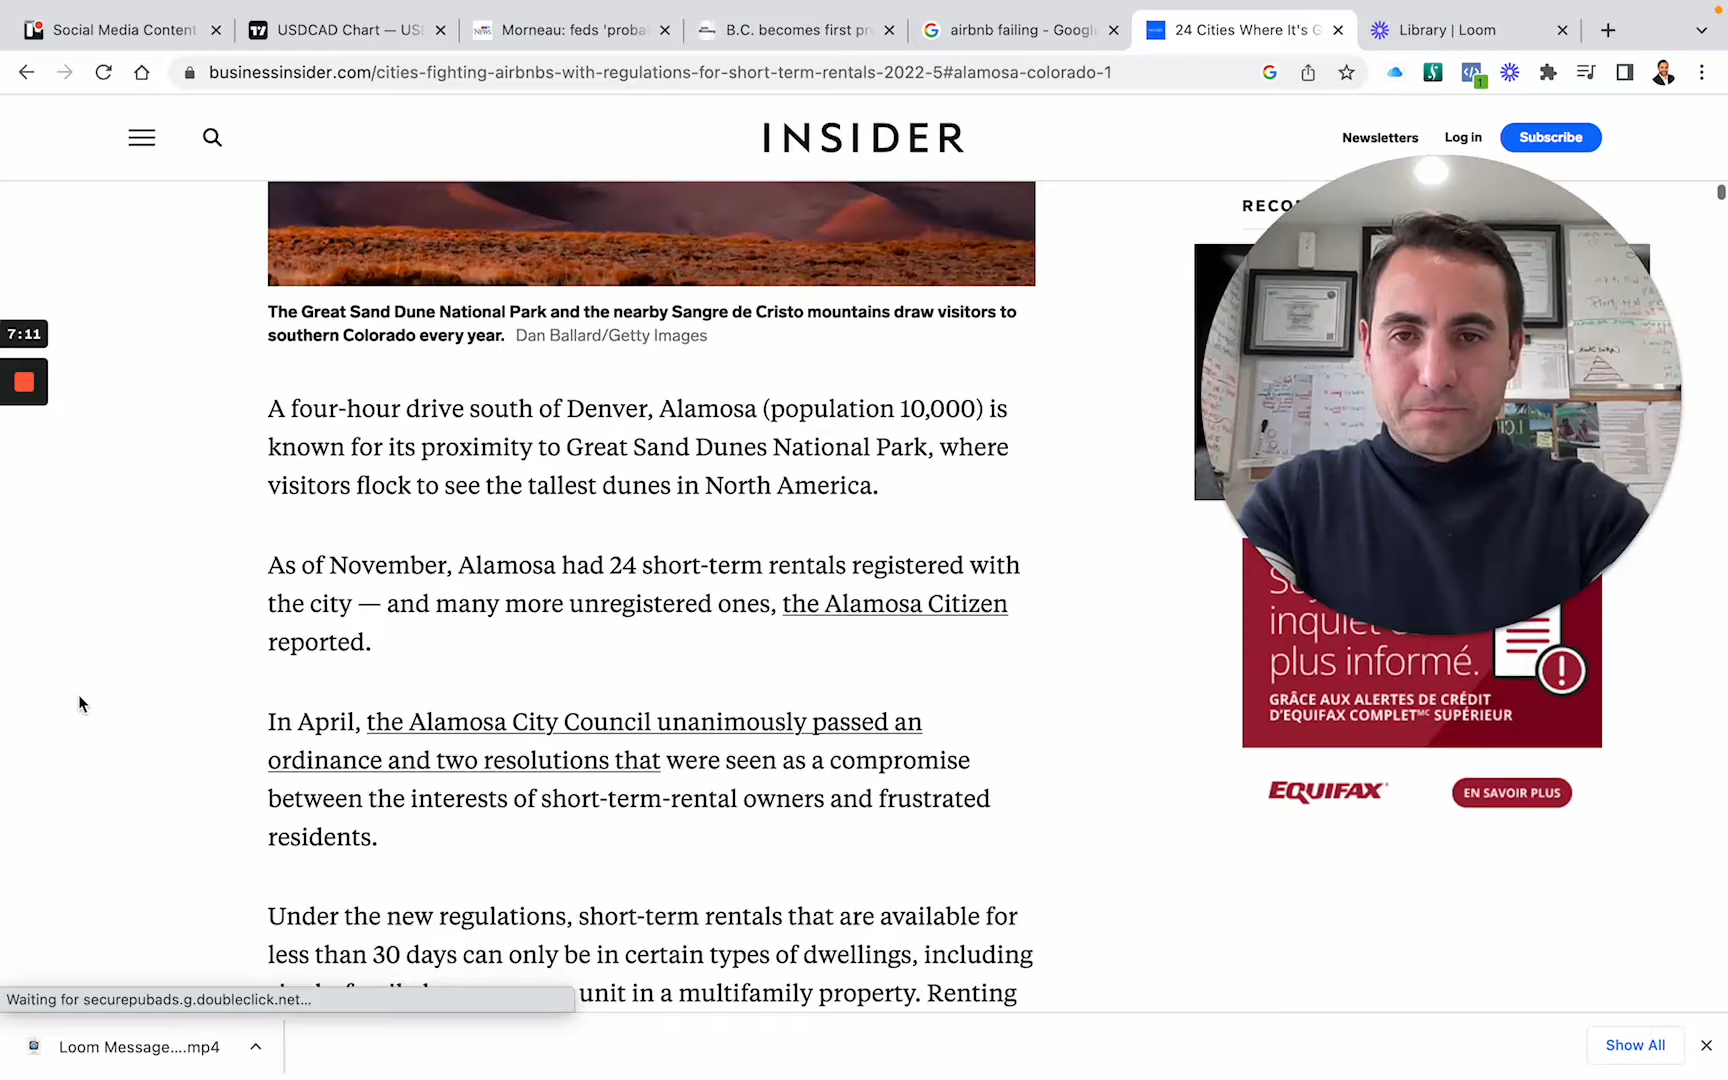 Social Media Content
USDCAD Chart — US
Morneau: feds 'proba
B.C. becomes first pr
airbnb failing - Googl
24 Cities Where It's G
Library | Loom
businessinsider.com/cities-fighting-airbnbs-with-regulations-for-short-term-rentals-2022-5#alamosa-colorado-1
1
INSIDER
Newsletters
Log in
Subscribe
RECO
7:11
The Great Sand Dune National Park and the nearby Sangre de Cristo mountains draw visitors to
southern Colorado every year. Dan Ballard/Getty Images
A four-hour drive south of Denver, Alamosa (population 10,000) is
known for its proximity to Great Sand Dunes National Park, where
visitors flock to see the tallest dunes in North America.
As of November, Alamosa had 24 short-term rentals registered with
the city — and many more unregistered ones, the Alamosa Citizen
reported.
In April, the Alamosa City Council unanimously passed an
ordinance and two resolutions that were seen as a compromise
between the interests of short-term-rental owners and frustrated
residents.
Under the new regulations, short-term rentals that are available for
less than 30 days can only be in certain types of dwellings, including
unit in a multifamily property. Renting
plus informé.
GRÂCE AUX ALERTES DE CRÉDIT
D'EQUIFAX COMPLETᴹᶜ SUPÉRIEUR
EQUIFAX
EN SAVOIR PLUS
Waiting for securepubads.g.doubleclick.net...
Loom Message....mp4
Show All